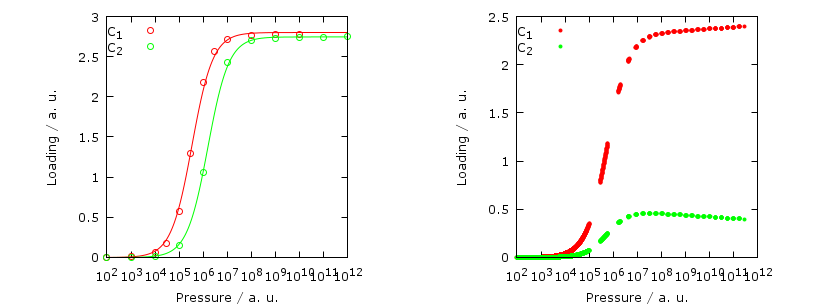 3
2.5
2
1.5
1
0.5
0
C₁
C₂
Loading / a. u.
10² 10³ 10⁴ 10⁵ 10⁶ 10⁷ 10⁸ 10⁹ 10¹⁰ 10¹¹ 10¹²
Pressure / a. u.
2.5
2
1.5
1
0.5
0
C₁
C₂
Loading / a. u.
10² 10³ 10⁴ 10⁵ 10⁶ 10⁷ 10⁸ 10⁹ 10¹⁰ 10¹¹ 10¹²
Pressure / a. u.